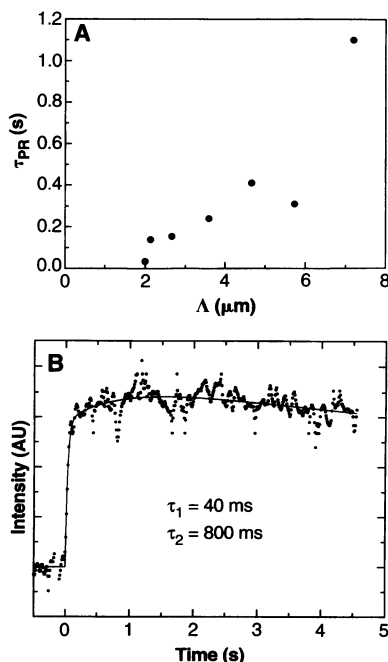 A
1.2
1.0
0.8
0.6
0.4
0.2
0.0
τPR (s)
0 2 4 6 8
Λ (μm)
B
Intensity (AU)
τ1 = 40 ms
τ2 = 800 ms
0 1 2 3 4 5
Time (s)